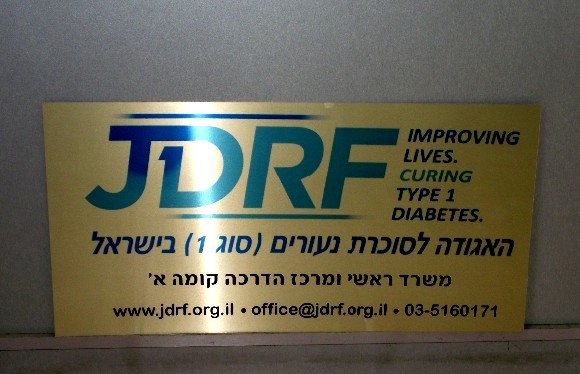 JDRF
IMPROVING
LIVES.
CURING
TYPE 1
DIABETES.
האגודה לסוכרת נעורים (סוג 1) בישראל
משרד ראשי ומרכז הדרכה קומה א'
www.jdrf.org.il • office@jdrf.org.il • 03-5160171